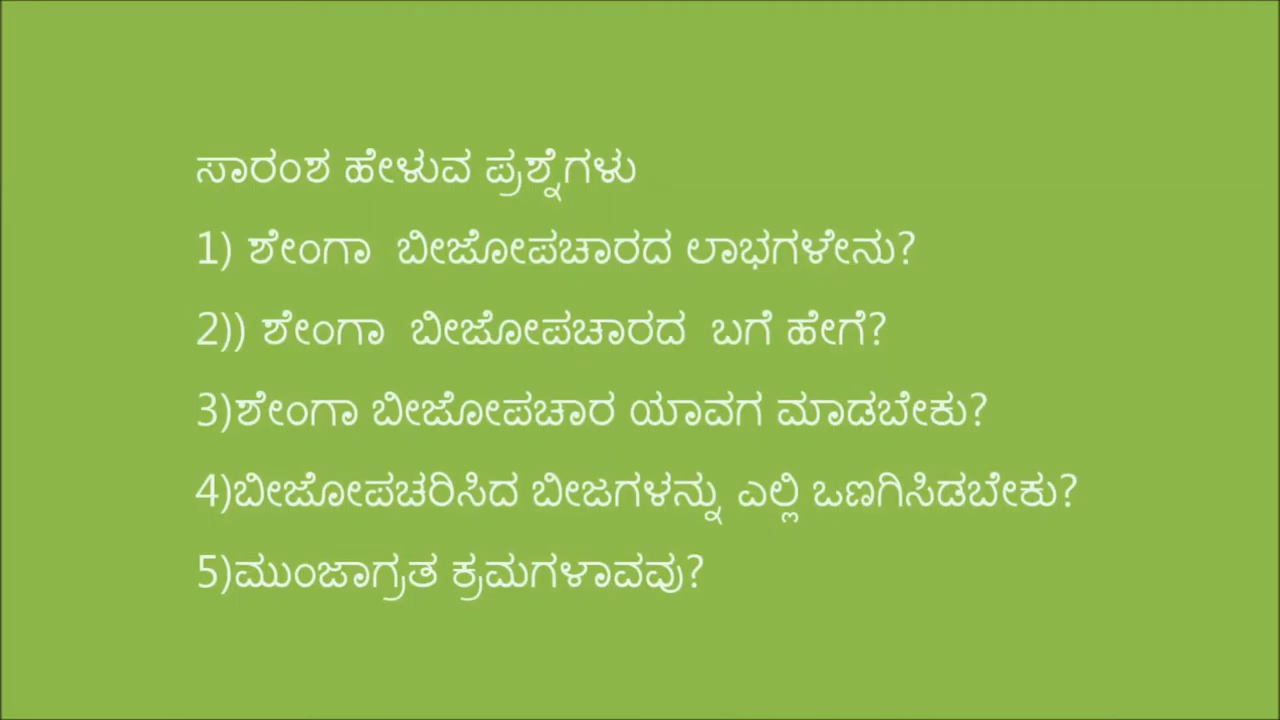 ಸಾರಂಶ ಹೇಳುವ ಪ್ರಶ್ನೆಗಳು
1) ಶೇಂಗಾ ಬೀಜೋಪಚಾರದ ಲಾಭಗಳೇನು?
2)) ಶೇಂಗಾ ಬೀಜೋಪಚಾರದ ಬಗೆ ಹೇಗೆ?
3)ಶೇಂಗಾ ಬೀಜೋಪಚಾರ ಯಾವಗ ಮಾಡಬೇಕು?
4)ಬೀಜೋಪಚರಿಸಿದ ಬೀಜಗಳನ್ನು ಎಲ್ಲಿ ಒಣಗಿಸಿಡಬೇಕು?
5)ಮುಂಜಾಗ್ರತ ಕ್ರಮಗಳಾವವು?